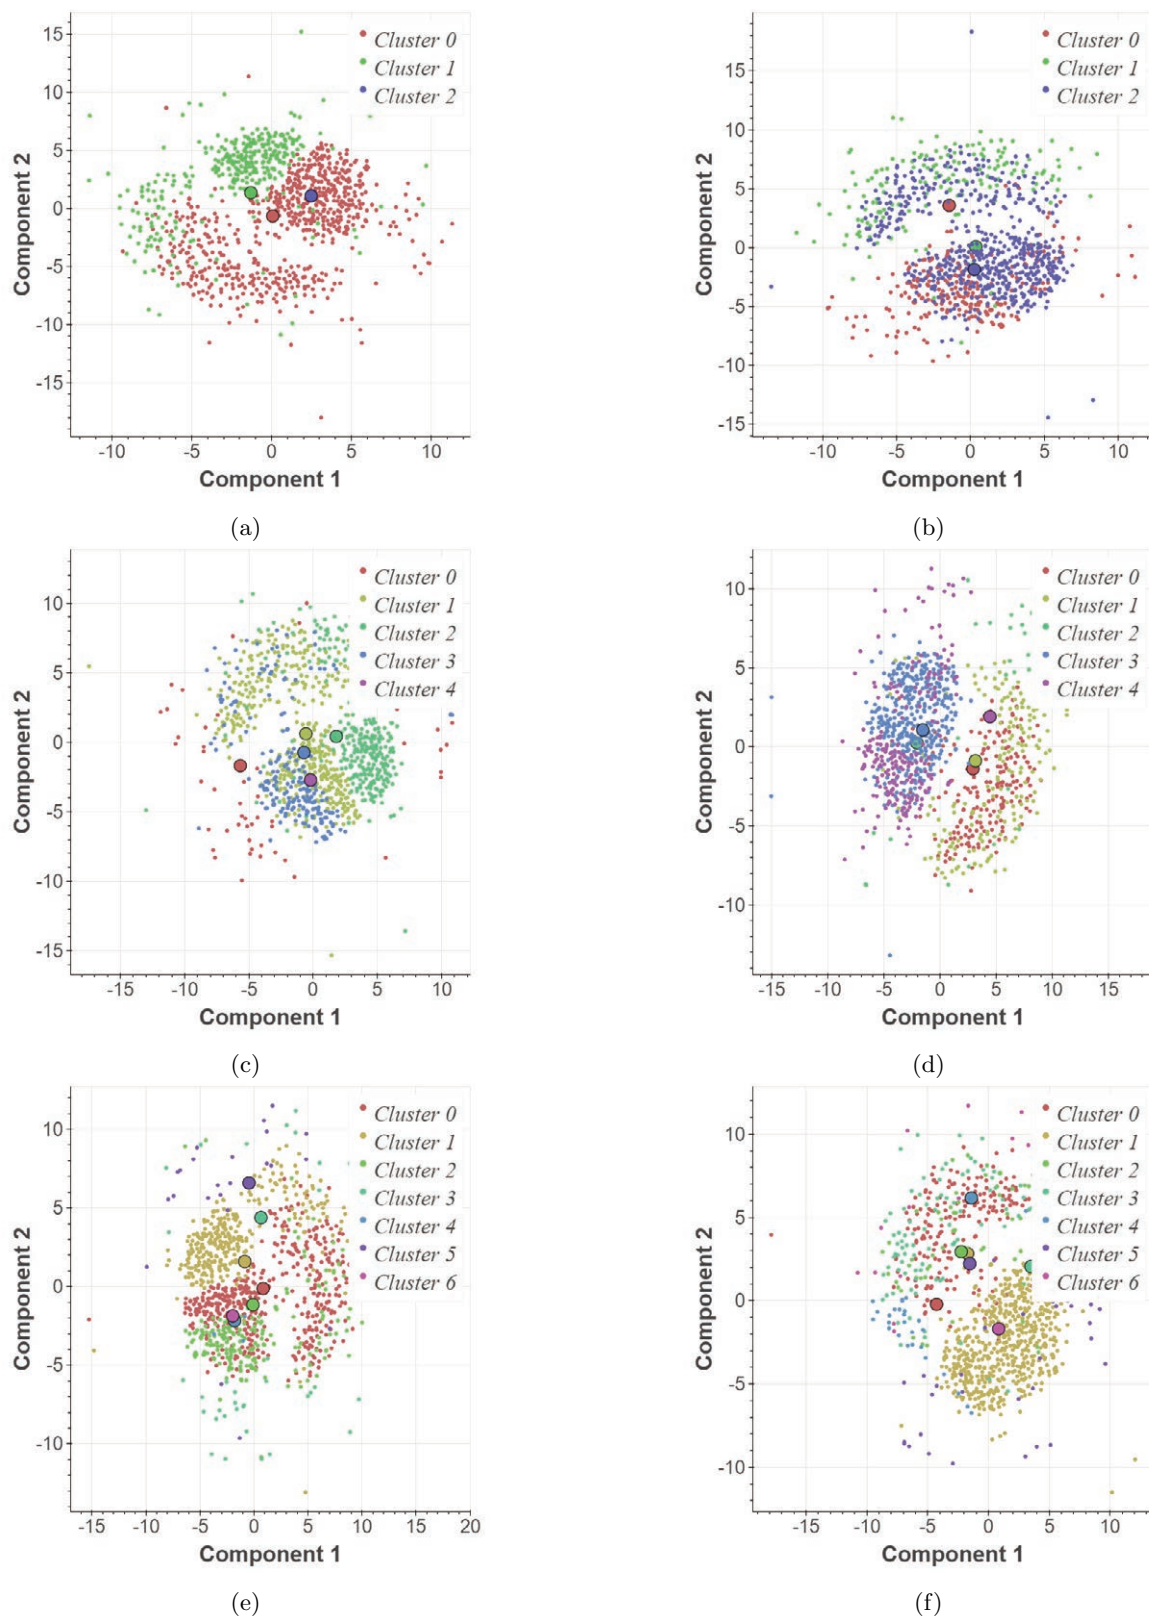 15
10
5
0
-5
-10
-15
-10
-5
0
5
10
Component 2
Component 1
Cluster 0
Cluster 1
Cluster 2
(a)
15
10
5
0
-5
-10
-15
-10
-5
0
5
10
Component 2
Component 1
Cluster 0
Cluster 1
Cluster 2
(b)
10
5
0
-5
-10
-15
-15
-10
-5
0
5
10
Component 2
Component 1
Cluster 0
Cluster 1
Cluster 2
Cluster 3
Cluster 4
(c)
10
5
0
-5
-10
-15
-10
-5
0
5
10
15
Component 2
Component 1
Cluster 0
Cluster 1
Cluster 2
Cluster 3
Cluster 4
(d)
10
5
0
-5
-10
-15
-10
-5
0
5
10
15
20
Component 2
Component 1
Cluster 0
Cluster 1
Cluster 2
Cluster 3
Cluster 4
Cluster 5
Cluster 6
(e)
10
5
0
-5
-10
-15
-10
-5
0
5
10
Component 2
Component 1
Cluster 0
Cluster 1
Cluster 2
Cluster 3
Cluster 4
Cluster 5
Cluster 6
(f)